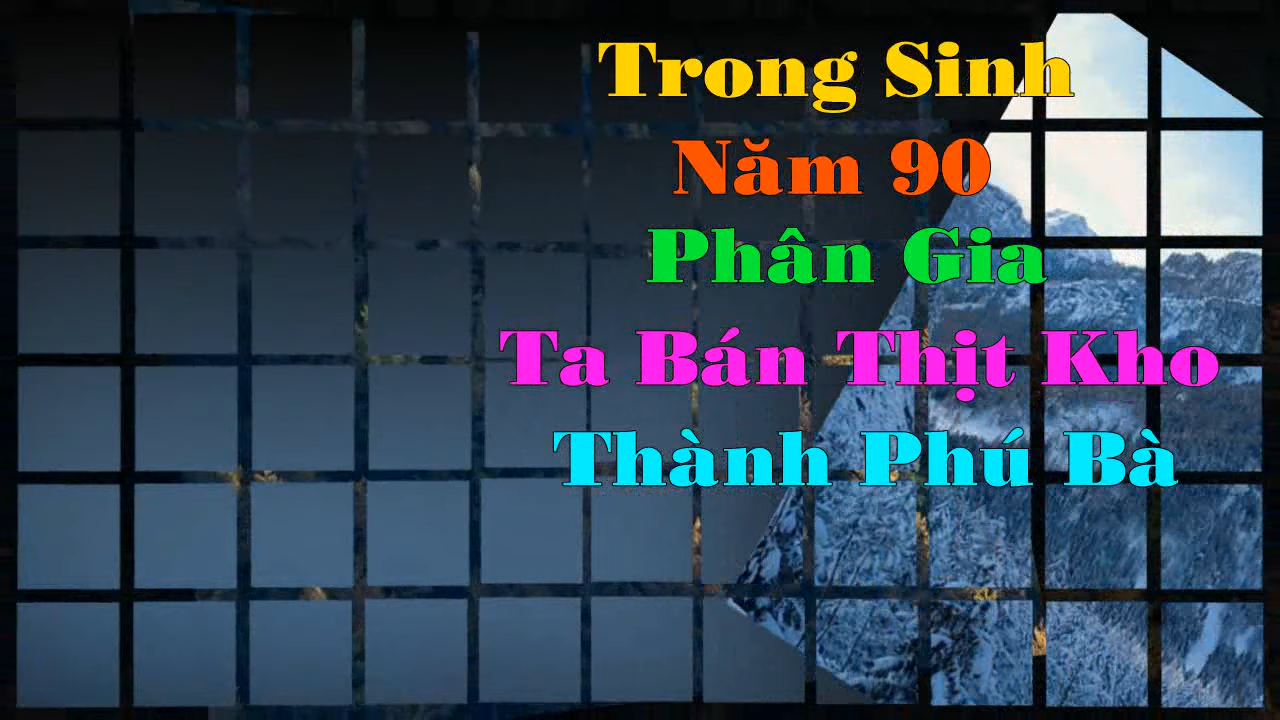 Trong Sinh
Năm 90
Phân Gia
Ta Bán Thịt Kho
Thành Phú Bà